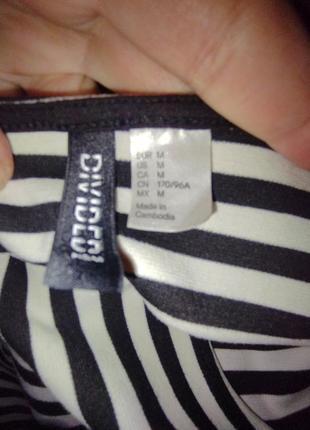 DIVIDED!
EUR M
US M
CA M
CN 170/96A
MX M
Made in
Cambodia